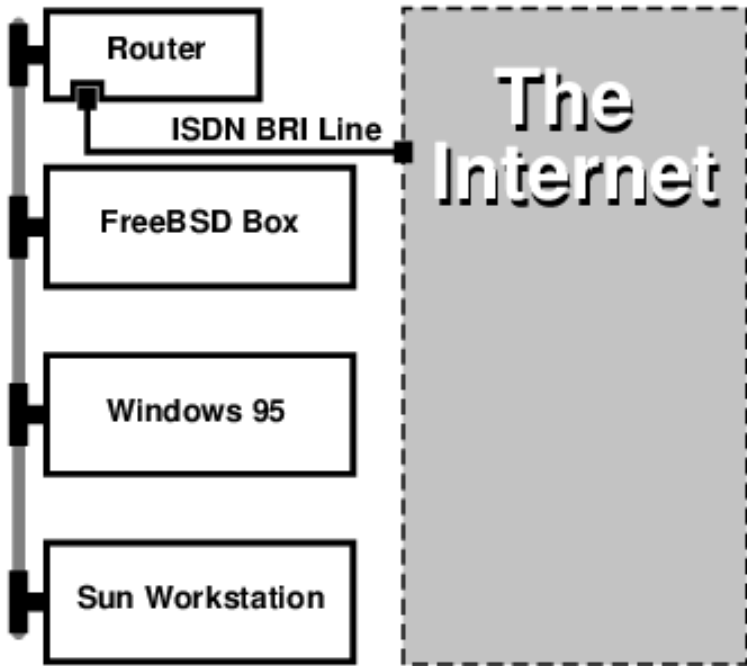 Router
ISDN BRI Line
The
Internet
FreeBSD Box
Windows 95
Sun Workstation